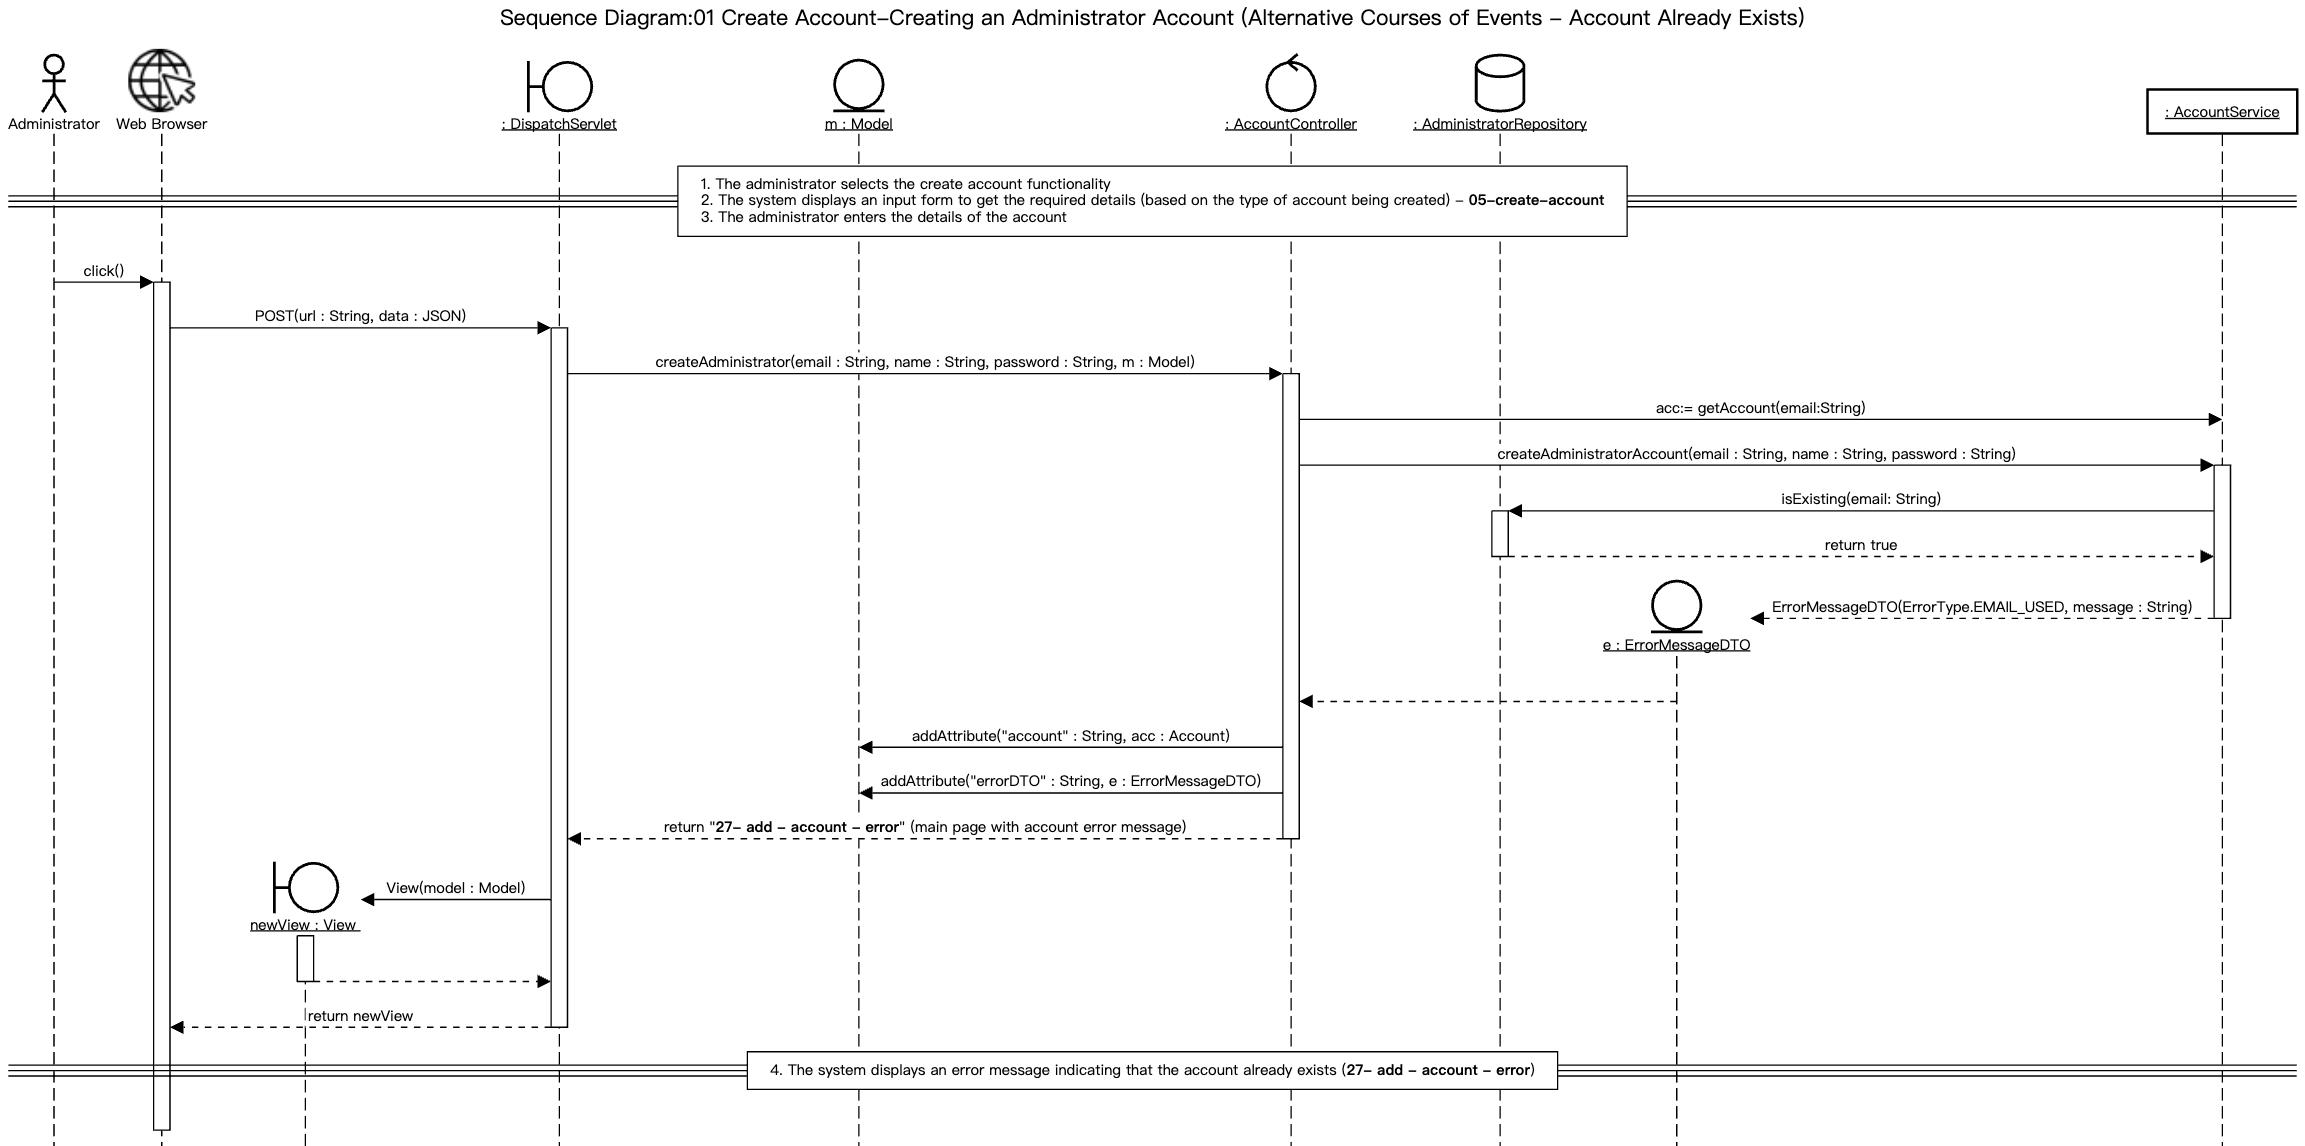 Sequence Diagram:01 Create Account–Creating an Administrator Account (Alternative Courses of Events – Account Already Exists)
Administrator
Web Browser
: DispatchServlet
m : Model
: AccountController
: AdministratorRepository
: AccountService
1. The administrator selects the create account functionality
2. The system displays an input form to get the required details (based on the type of account being created) – 05–create–account
3. The administrator enters the details of the account
click()
POST(url : String, data : JSON)
createAdministrator(email : String, name : String, password : String, m : Model)
acc:= getAccount(email:String)
createAdministratorAccount(email : String, name : String, password : String)
isExisting(email: String)
return true
ErrorMessageDTO(ErrorType.EMAIL_USED, message : String)
e : ErrorMessageDTO
addAttribute("account" : String, acc : Account)
addAttribute("errorDTO" : String, e : ErrorMessageDTO)
return "27– add – account – error" (main page with account error message)
View(model : Model)
newView : View
return newView
4. The system displays an error message indicating that the account already exists (27– add – account – error)